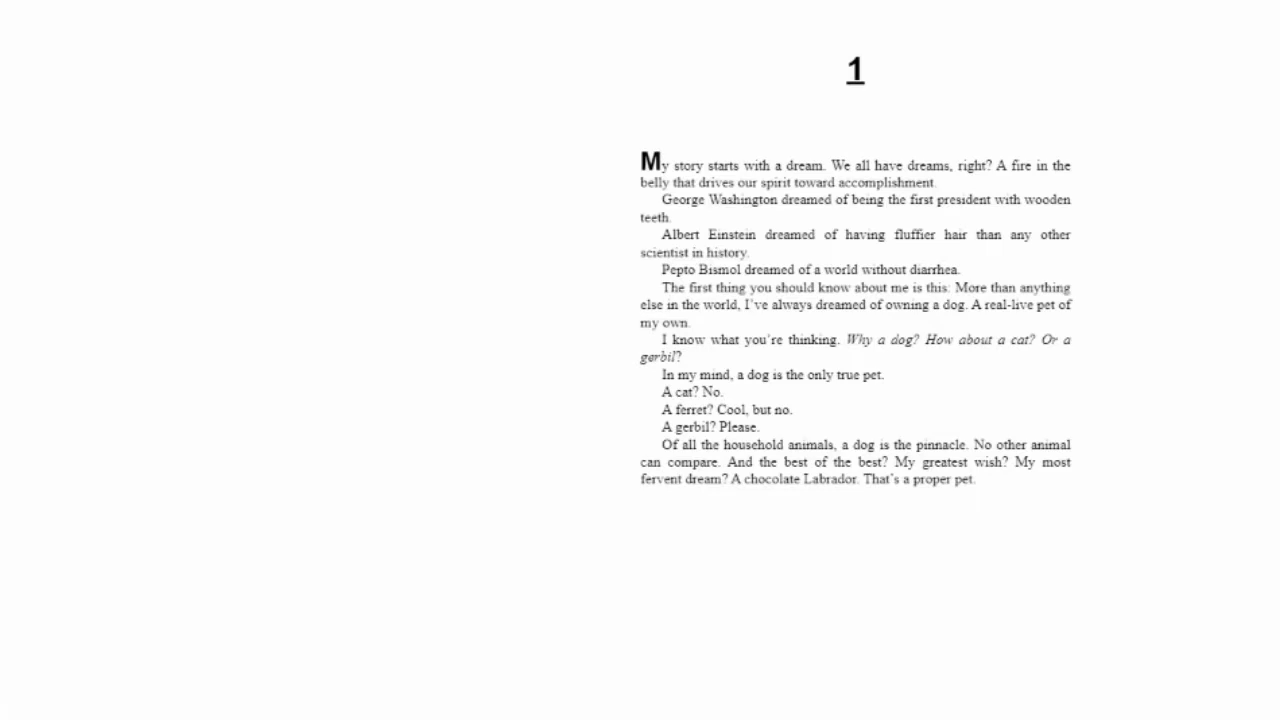 1
My story starts with a dream. We all have dreams, right? A fire in the
belly that drives our spirit toward accomplishment.
George Washington dreamed of being the first president with wooden
teeth.
Albert Einstein dreamed of having fluffier hair than any other
scientist in history.
Pepto Bismol dreamed of a world without diarrhea.
The first thing you should know about me is this: More than anything
else in the world, I've always dreamed of owning a dog. A real-live pet of
my own.
I know what you're thinking. Why a dog? How about a cat? Or a
gerbil?
In my mind, a dog is the only true pet.
A cat? No.
A ferret? Cool, but no.
A gerbil? Please.
Of all the household animals, a dog is the pinnacle. No other animal
can compare. And the best of the best? My greatest wish? My most
fervent dream? A chocolate Labrador. That's a proper pet.